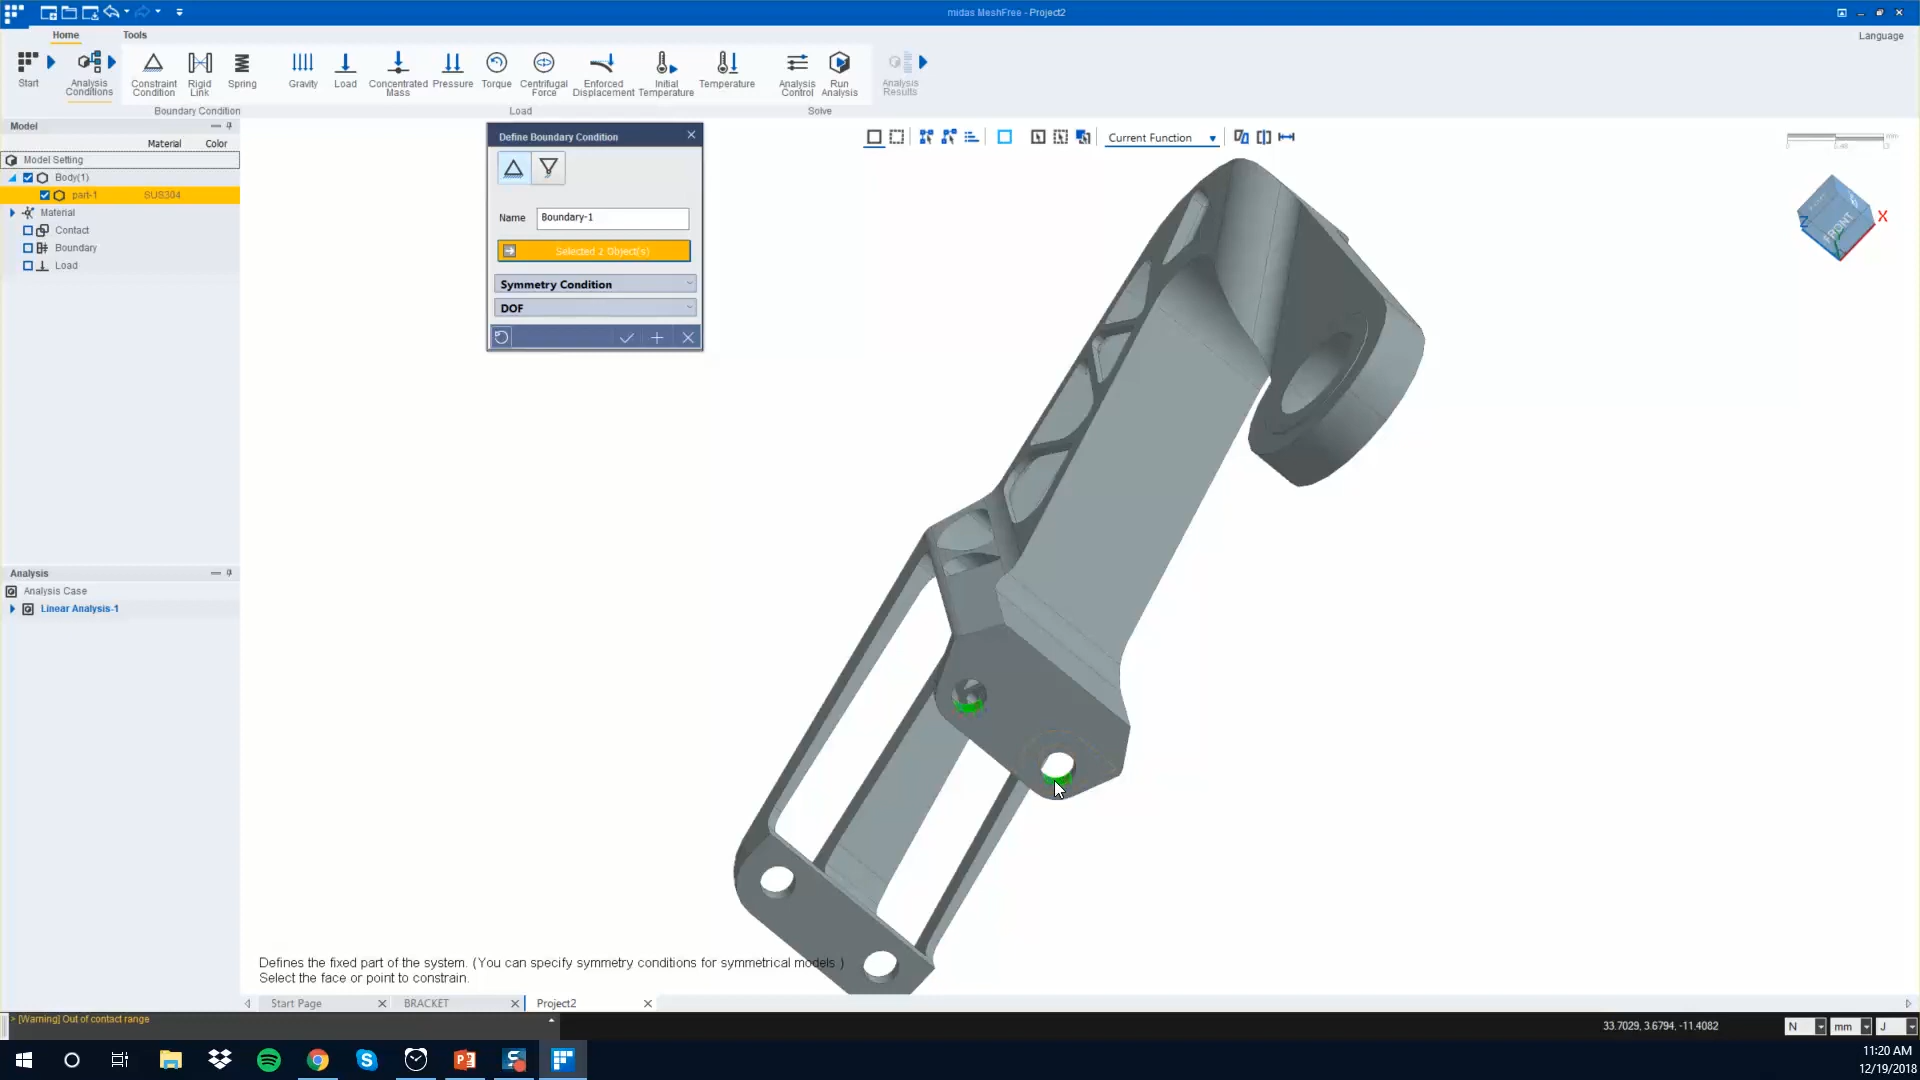 midas MeshFree - Project2
Home
Tools
Language
Start
Analysis Conditions
Constraint Condition
Rigid Link
Spring
Gravity
Load
Concentrated Mass
Pressure
Torque
Centrifugal Force
Enforced Displacement
Initial Temperature
Temperature
Analysis Control
Run Analysis
Analysis Results
Boundary Condition
Load
Solve
Model
Material
Color
Model Setting
Body(1)
part-1
SUS304
Material
Contact
Boundary
Load
Define Boundary Condition
Name
Boundary-1
Selected 2 Object(s)
Symmetry Condition
DOF
Current Function
FRONT
Z
X
Analysis
Analysis Case
Linear Analysis-1
Defines the fixed part of the system. (You can specify symmetry conditions for symmetrical models )
Select the face or point to constrain.
Start Page
BRACKET
Project2
> [Warning] Out of contact range
33.7029, 3.6794, -11.4082
N
mm
J
11:20 AM
12/19/2018